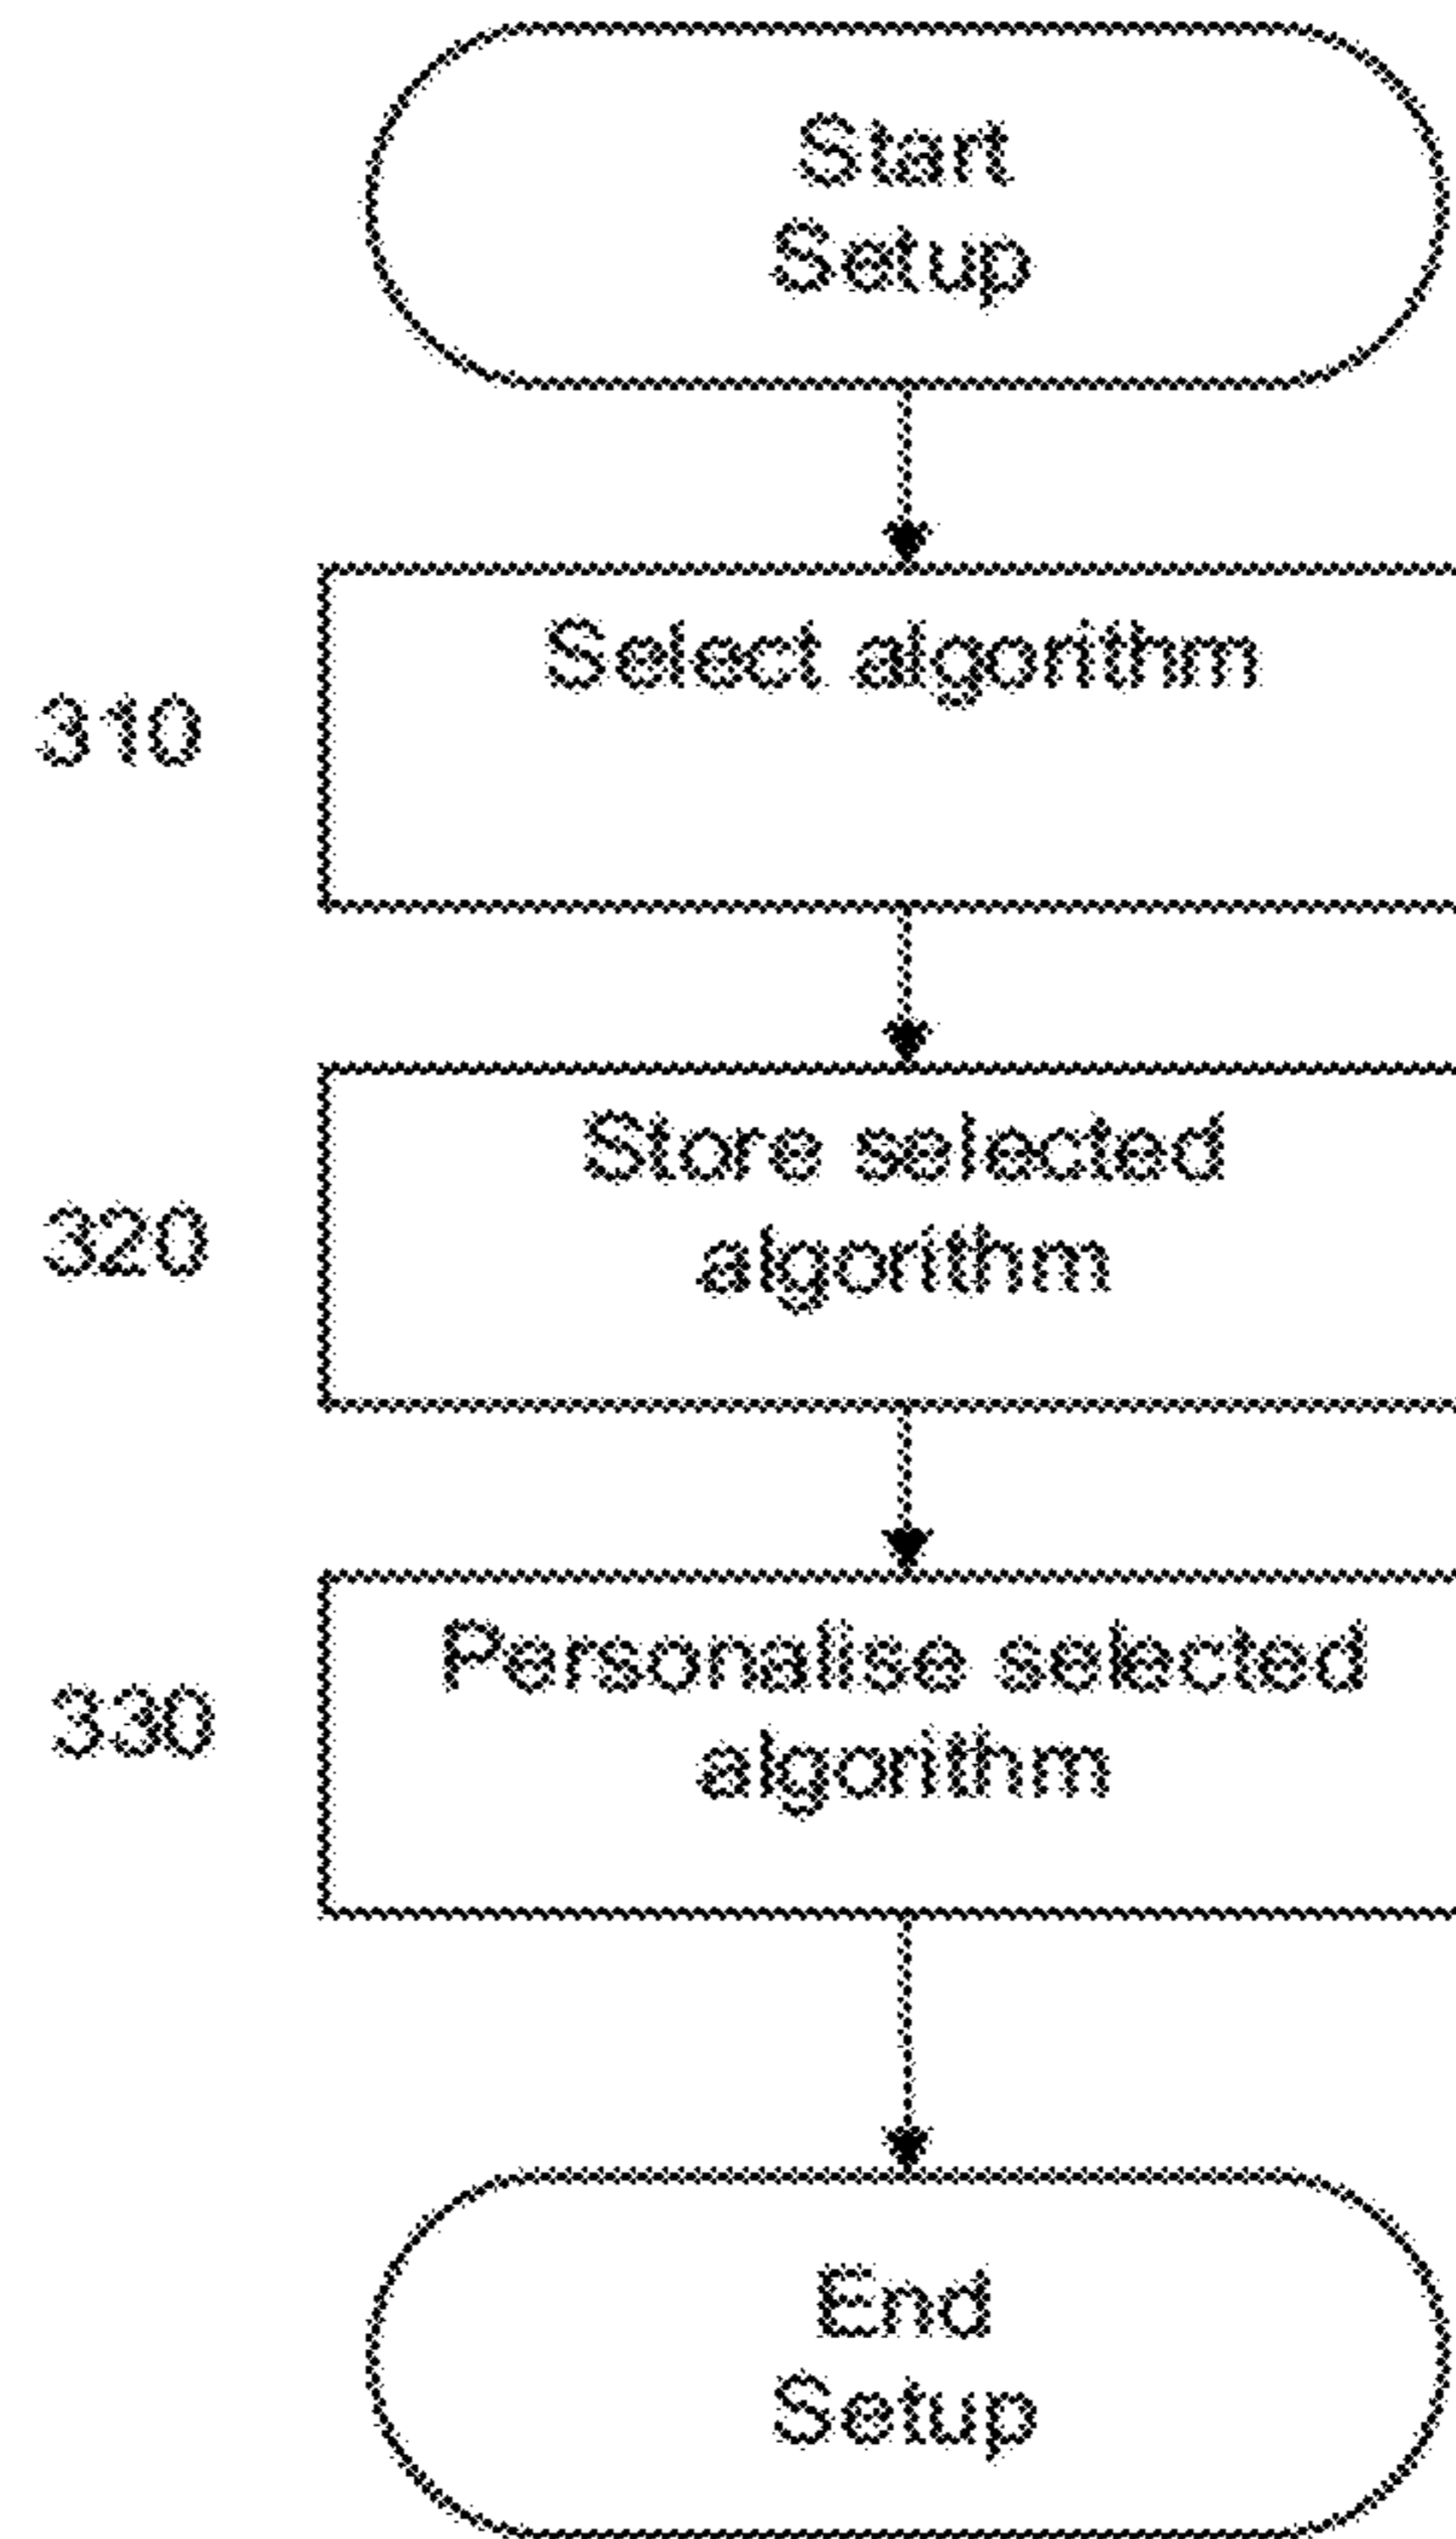 Start
Setup
Select algorithm
310
Store selected
algorithm
320
Personalise selected
algorithm
330
End
Setup